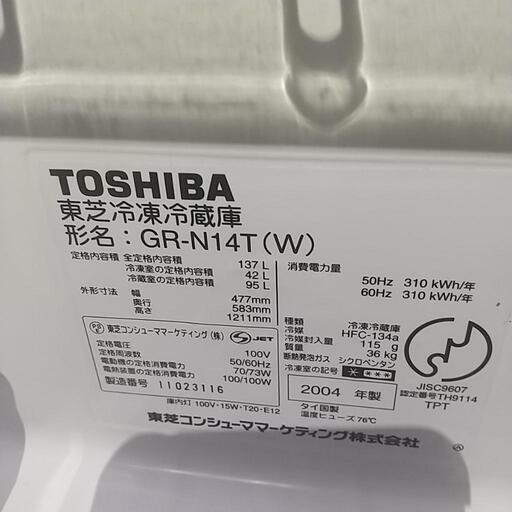 TOSHIBA
東芝冷凍冷蔵庫
形名：GR-N14T(W)
定格内容積 全定格内容積 137 L
冷凍室の定格内容積 42 L
冷蔵室の定格内容積 95 L
外形寸法 幅 477mm
奥行 583mm
高さ 1211mm
消費電力量
50Hz 310 kWh/年
60Hz 310 kWh/年
東芝コンシューママーケティング(株) JET
定格電圧 100V
定格周波数 50/60Hz
電動機の定格消費電力 70/73W
電熱装置の定格消費電力 100/100W
製造番号 11023116
庫内灯 100V・15W・T20・E12
種類 冷凍冷蔵庫
冷媒 HFC-134a
冷媒封入量 115 g
質量 36 kg
断熱発泡ガス シクロペンタン
冷凍室の記号 ****
2004 年製
タイ国製
温度ヒューズ 76℃
JISC9607
認定番号TH9114
TPT
東芝コンシューママーケティング株式会社